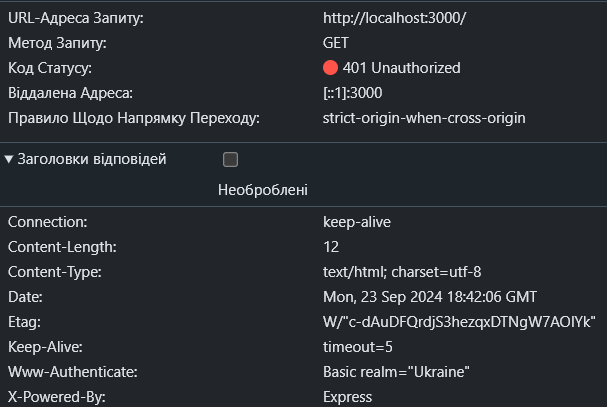 URL-Адреса Запиту: http://localhost:3000/
Метод Запиту: GET
Код Статусу: 401 Unauthorized
Віддалена Адреса: [::1]:3000
Правило Щодо Напрямку Переходу: strict-origin-when-cross-origin
Заголовки відповідей
Необроблені
Connection: keep-alive
Content-Length: 12
Content-Type: text/html; charset=utf-8
Date: Mon, 23 Sep 2024 18:42:06 GMT
Etag: W/"c-dAuDFQrdjS3hezqxDTNgW7AOlYk"
Keep-Alive: timeout=5
Www-Authenticate: Basic realm="Ukraine"
X-Powered-By: Express